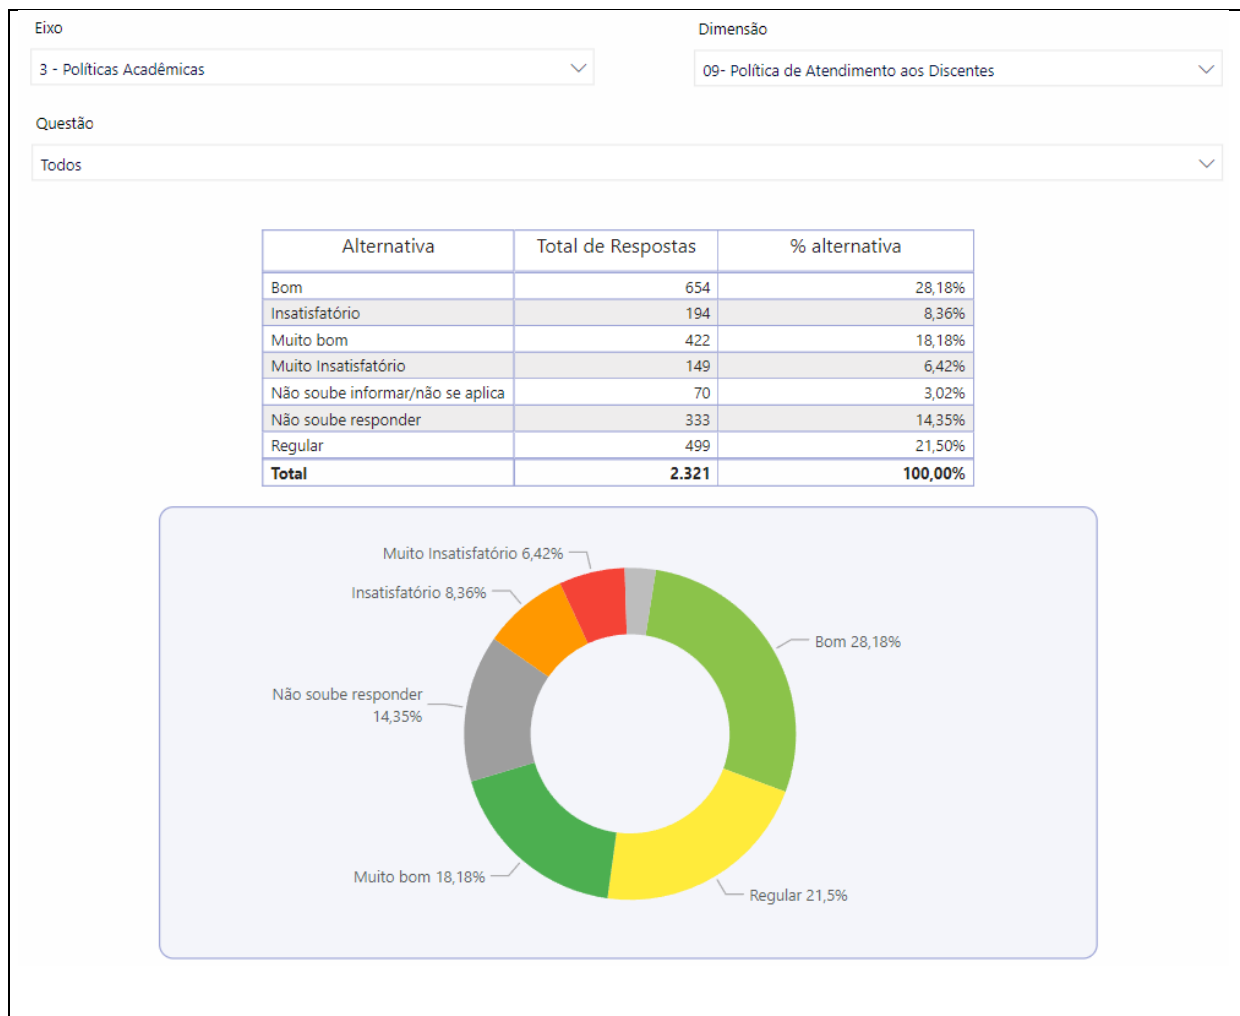 Eixo
Dimensão
3 - Políticas Acadêmicas
09- Política de Atendimento aos Discentes
Questão
Todos
Alternativa Total de Respostas % alternativa
Bom 654 28,18%
Insatisfatório 194 8,36%
Muito bom 422 18,18%
Muito Insatisfatório 149 6,42%
Não soube informar/não se aplica 70 3,02%
Não soube responder 333 14,35%
Regular 499 21,50%
Total 2.321 100,00%
Muito Insatisfatório 6,42%
Insatisfatório 8,36%
Bom 28,18%
Não soube responder
14,35%
Muito bom 18,18%
Regular 21,5%